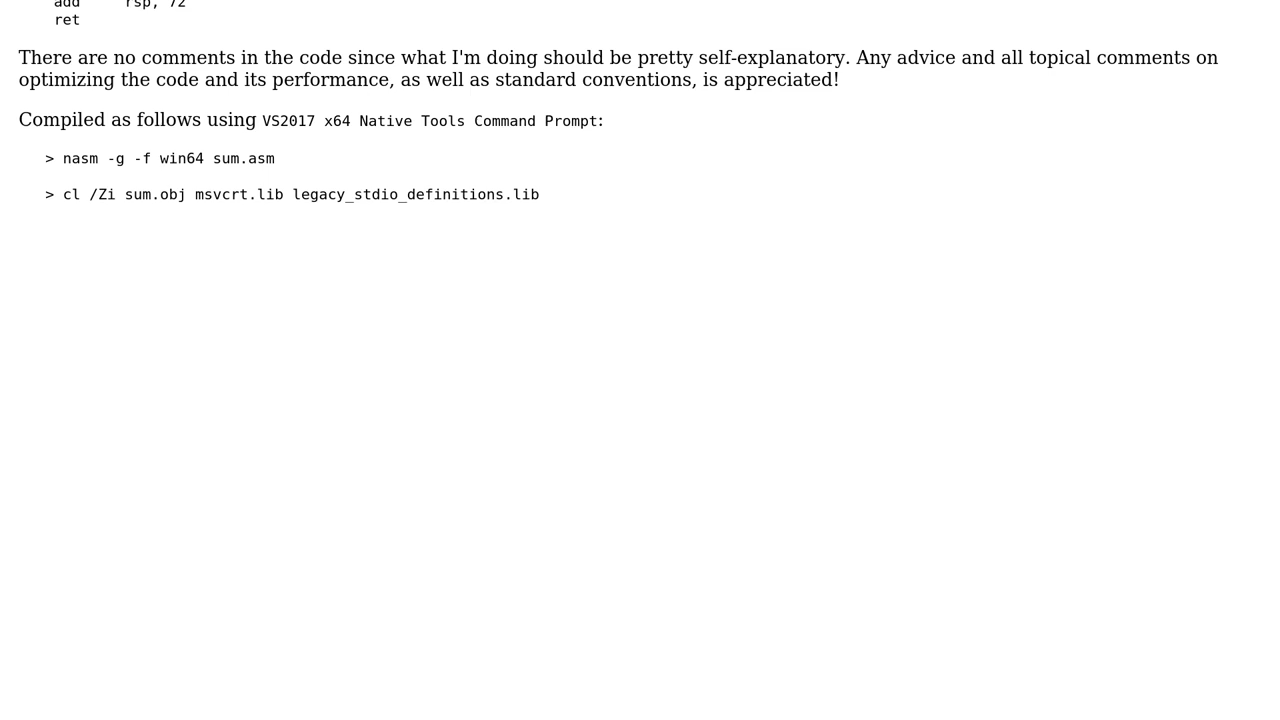 add     rsp, 72
ret
There are no comments in the code since what I'm doing should be pretty self-explanatory. Any advice and all topical comments on
optimizing the code and its performance, as well as standard conventions, is appreciated!
Compiled as follows using VS2017 x64 Native Tools Command Prompt:
> nasm -g -f win64 sum.asm
> cl /Zi sum.obj msvcrt.lib legacy_stdio_definitions.lib